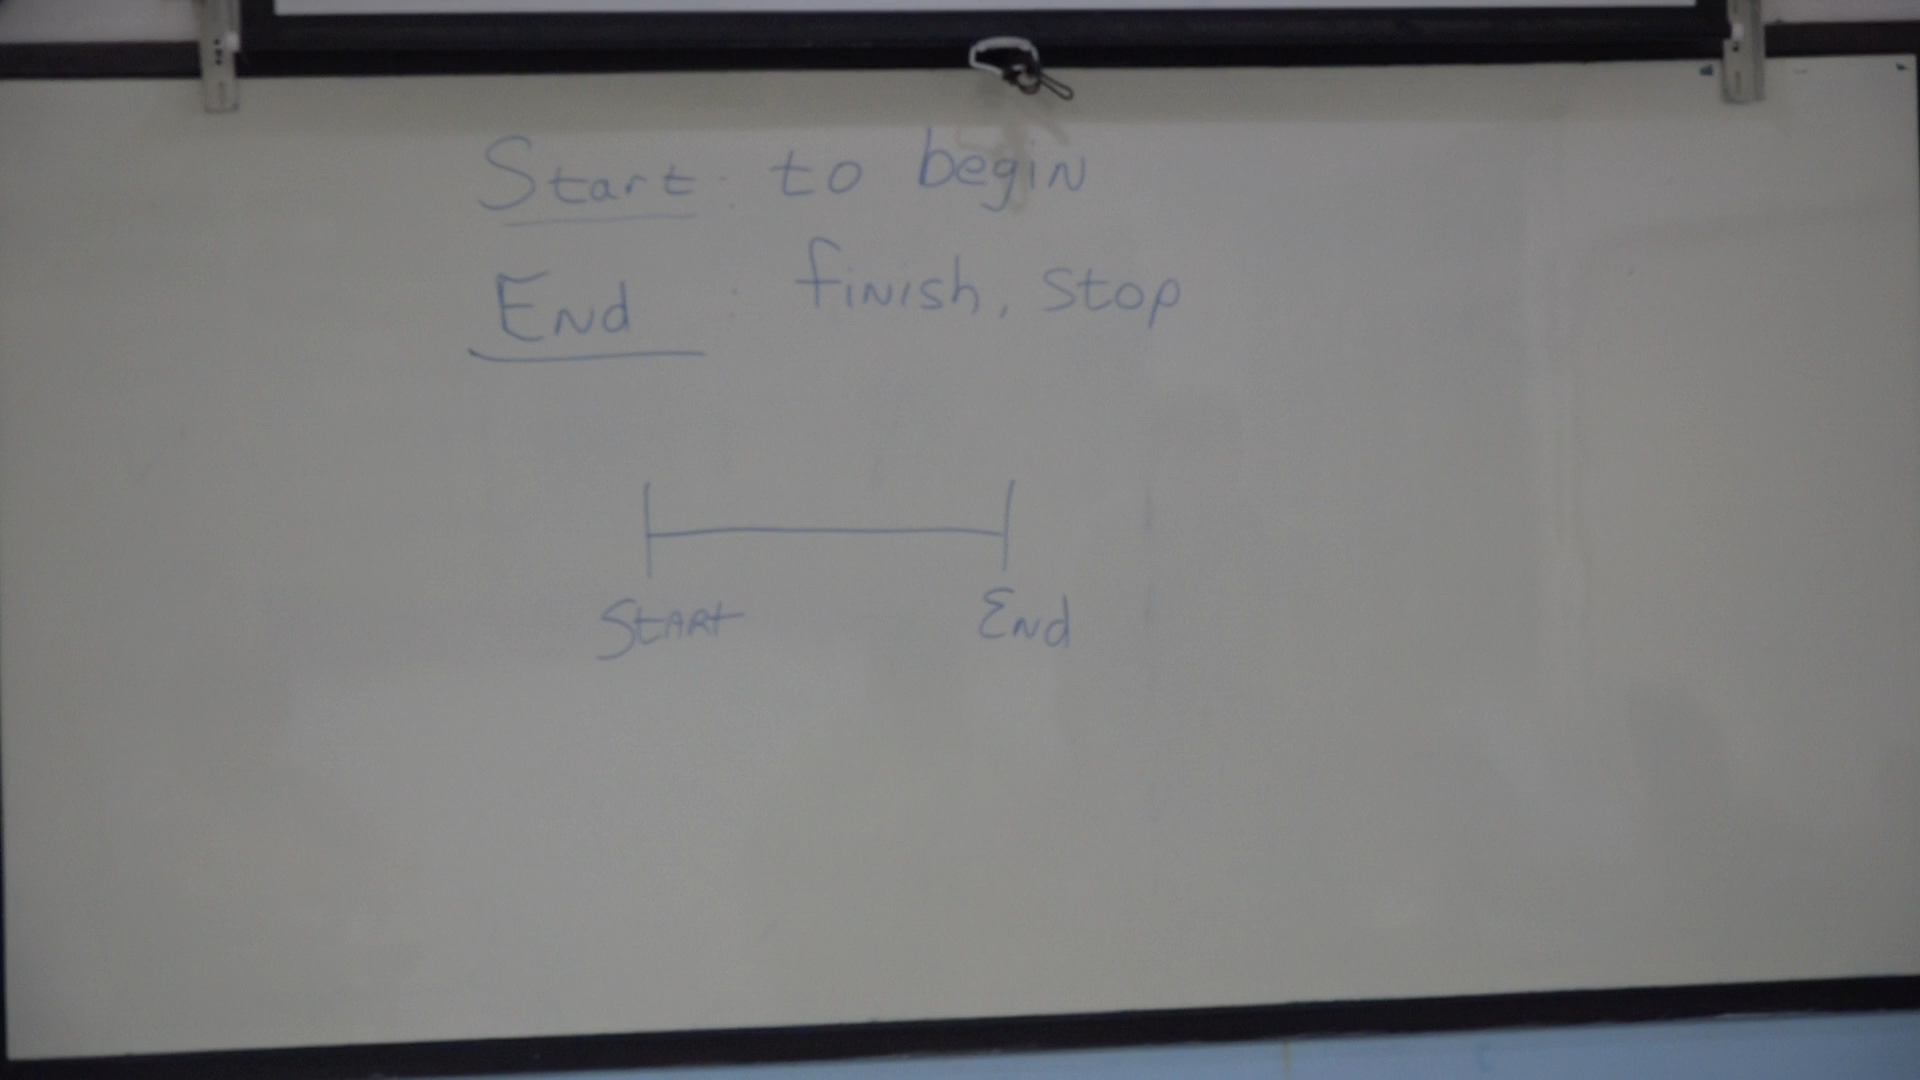 Start: to begin
End : finish, stop
Start End